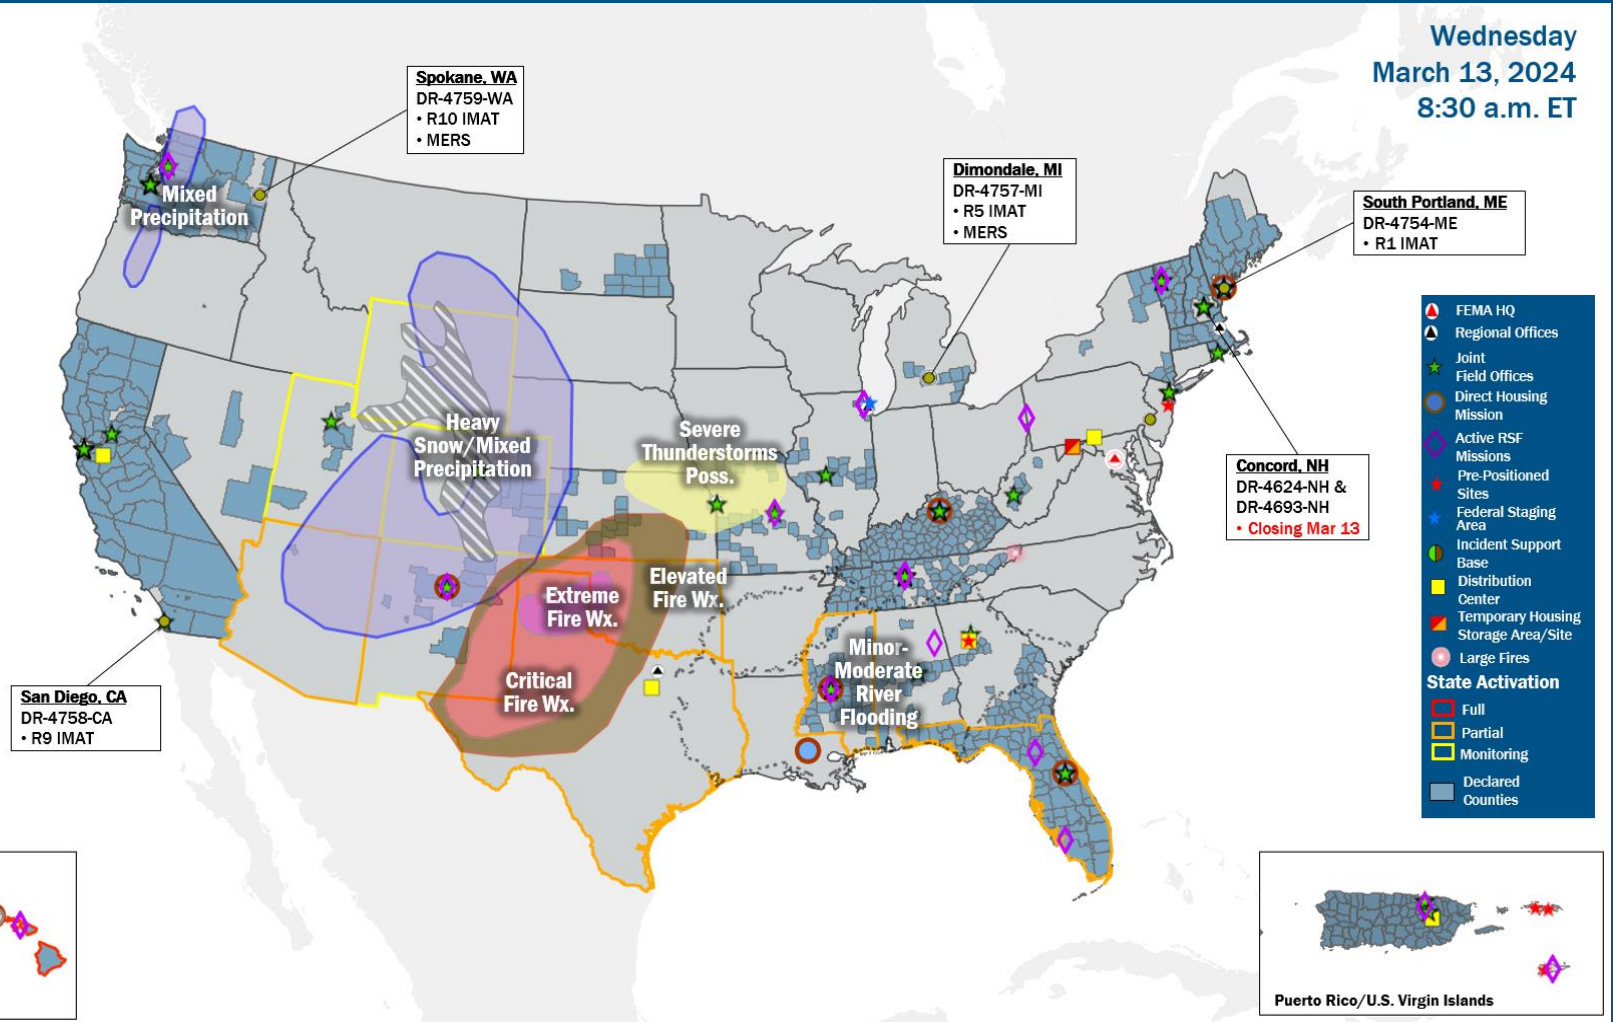 Wednesday
March 13, 2024
8:30 a.m. ET
Spokane, WA
DR-4759-WA
• R10 IMAT
• MERS
Dimondale, MI
DR-4757-MI
• R5 IMAT
• MERS
South Portland, ME
DR-4754-ME
• R1 IMAT
Mixed
Precipitation
Heavy
Snow/Mixed
Precipitation
Severe
Thunderstorms
Poss.
Concord, NH
DR-4624-NH &
DR-4693-NH
• Closing Mar 13
Elevated
Fire Wx.
Extreme
Fire Wx.
Critical
Fire Wx.
Minor-
Moderate
River
Flooding
San Diego, CA
DR-4758-CA
• R9 IMAT
FEMA HQ
Regional Offices
Joint
Field Offices
Direct Housing
Mission
Active RSF
Missions
Pre-Positioned
Sites
Federal Staging
Area
Incident Support
Base
Distribution
Center
Temporary Housing
Storage Area/Site
Large Fires
State Activation
Full
Partial
Monitoring
Declared
Counties
Puerto Rico/U.S. Virgin Islands